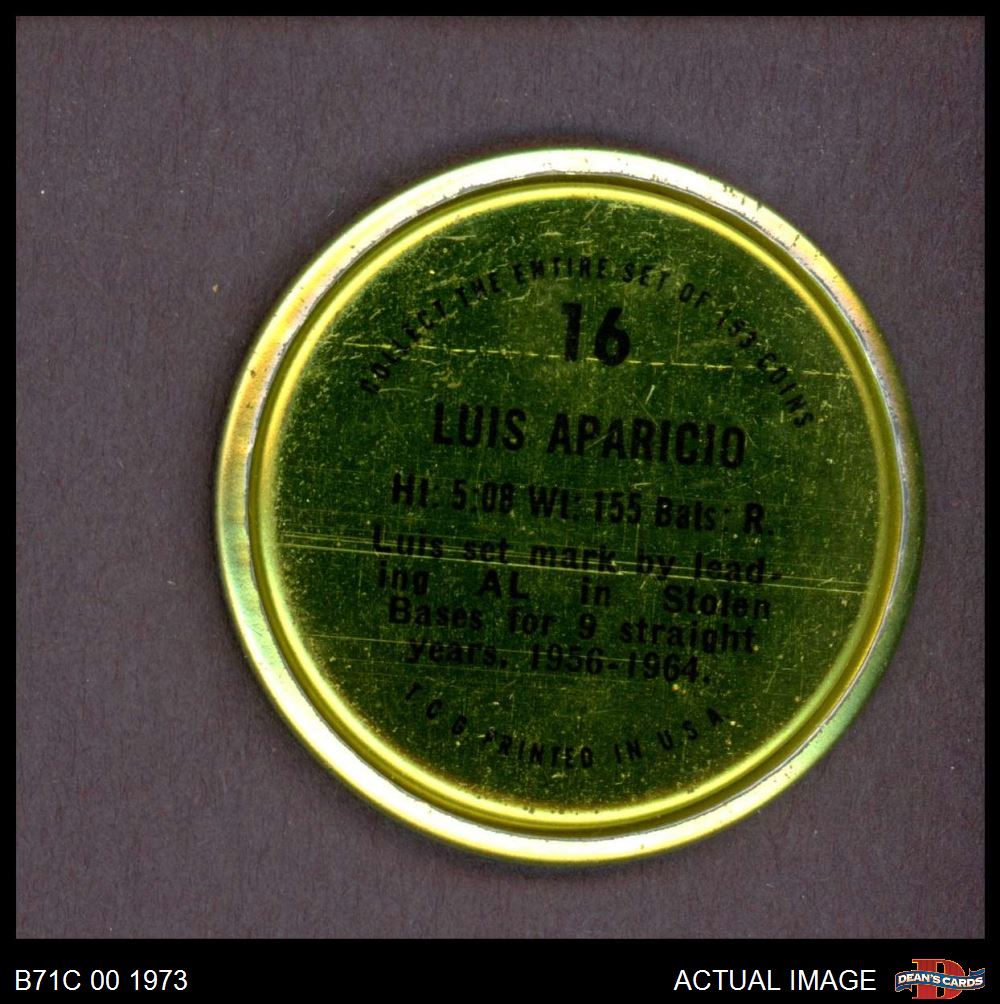 COLLECT THE ENTIRE SET OF 153 COINS
16
LUIS APARICIO
Ht: 5:08 Wt: 155 Bats: R.
Luis set mark by lead-
ing AL in Stolen
Bases for 9 straight
years. 1956-1964.
T C G PRINTED IN U S A
B71C 00 1973
ACTUAL IMAGE
DEAN'S CARDS